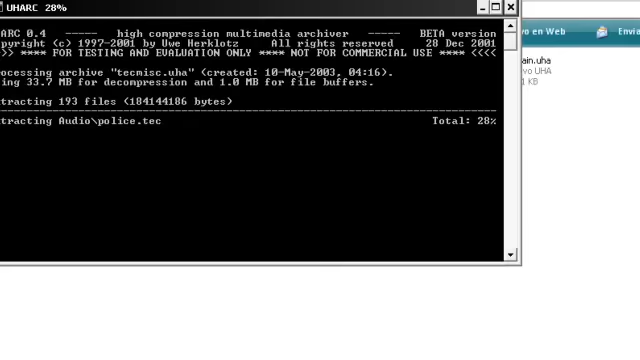 UHARC 28%
ARC 0.4 ----- high compression multimedia archiver ----- BETA version
opyright (c) 1997-2001 by Uwe Herklotz All rights reserved 28 Dec 2001
>> **** FOR TESTING AND EVALUATION ONLY **** NOT FOR COMMERCIAL USE **** <<<<
rocessing archive "tecmisc.uha" (created: 10-May-2003, 04:16).
ing 33.7 MB for decompression and 1.0 MB for file buffers.
tracting 193 files (184144186 bytes)
tracting Audio\police.tec Total: 28%
vo en Web Envia
ain.uha
vo UHA
KB